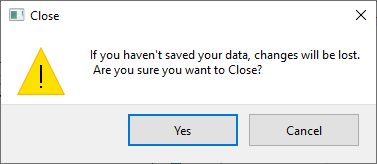 Close
If you haven't saved your data, changes will be lost.
Are you sure you want to Close?
Yes
Cancel